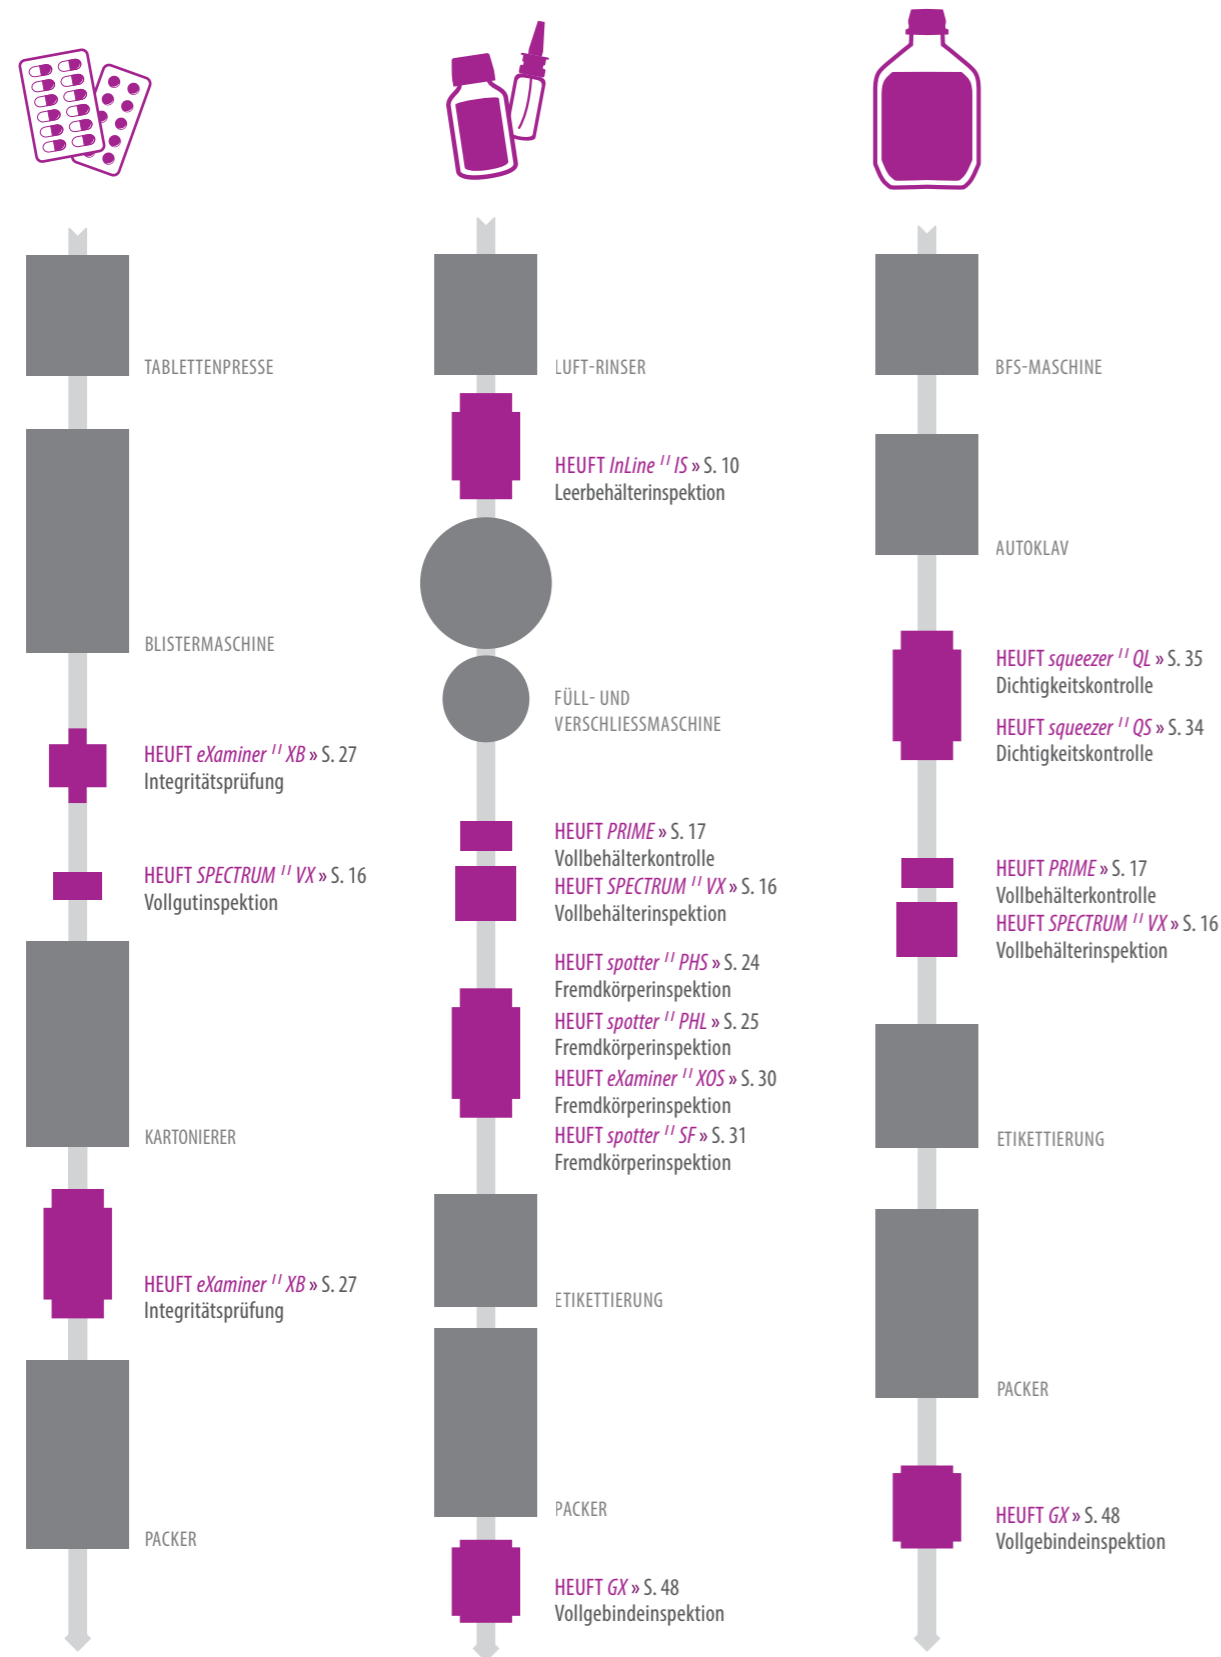 TABLETTENPRESSE
BLISTERMASCHINE
HEUFT eXaminer II XB » S. 27
Integritätsprüfung
HEUFT SPECTRUM II VX » S. 16
Vollgutinspektion
KARTONIERER
HEUFT eXaminer II XB » S. 27
Integritätsprüfung
PACKER
LUFT-RINSER
HEUFT InLine II IS » S. 10
Leerbehälterinspektion
FÜLL- UND
VERSCHLIESSMASCHINE
HEUFT PRIME » S. 17
Vollbehälterkontrolle
HEUFT SPECTRUM II VX » S. 16
Vollbehälterinspektion
HEUFT spotter II PHS » S. 24
Fremdkörperinspektion
HEUFT spotter II PHL » S. 25
Fremdkörperinspektion
HEUFT eXaminer II XOS » S. 30
Fremdkörperinspektion
HEUFT spotter II SF » S. 31
Fremdkörperinspektion
ETIKETTIERUNG
PACKER
HEUFT GX » S. 48
Vollgebindeinspektion
BFS-MASCHINE
AUTOKLAV
HEUFT squeezer II QL » S. 35
Dichtigkeitskontrolle
HEUFT squeezer II QS » S. 34
Dichtigkeitskontrolle
HEUFT PRIME » S. 17
Vollbehälterkontrolle
HEUFT SPECTRUM II VX » S. 16
Vollbehälterinspektion
ETIKETTIERUNG
PACKER
HEUFT GX » S. 48
Vollgebindeinspektion